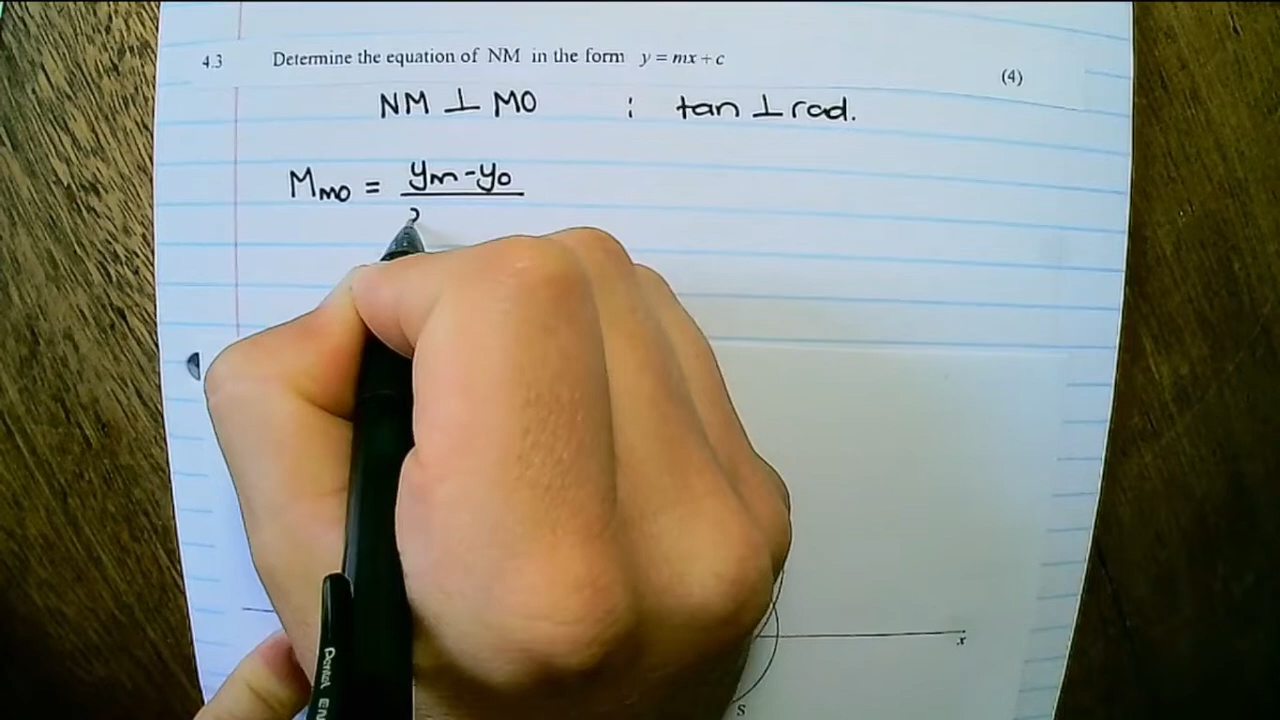 4.3 Determine the equation of NM in the form y = mx + c
(4)
NM ⊥ MO ; tan ⊥ rad.
Mmo = ym - yo
x
S
Pentel